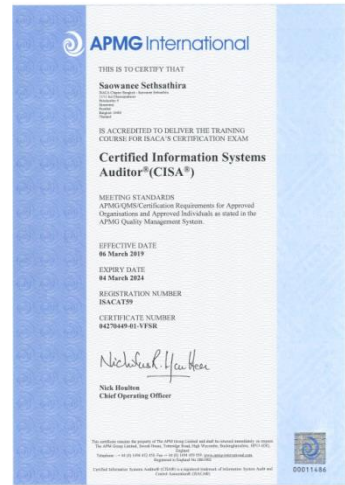 APMG International
THIS IS TO CERTIFY THAT
Saowanee Sethsathira
IS ACCREDITED TO DELIVER THE TRAINING
COURSE FOR ISACA'S CERTIFICATION EXAM
Certified Information Systems
Auditor®(CISA®)
MEETING STANDARDS
APMG/QMS/Certification Requirements for Approved
Organisations and Approved Individuals as stated in the
APMG Quality Management System.
EFFECTIVE DATE
06 March 2019
EXPIRY DATE
04 March 2024
REGISTRATION NUMBER
ISACAT59
CERTIFICATE NUMBER
04270449-01-VFSR
Nick Houlton
Chief Operating Officer
00011486